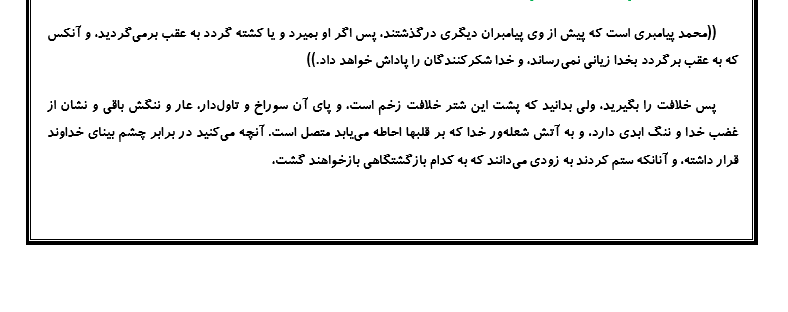 ((محمد پیامبری است که پیش از وی پیامبران دیگری درگذشتند، پس اگر او بمیرد و یا کشته گردد به عقب برمی‌گردید، و آنکس
که به عقب برگردد بخدا زیانی نمی‌رساند، و خدا شکرکنندگان را پاداش خواهد داد.))
پس خلافت را بگیرید، ولی بدانید که پشت این شتر خلافت زخم است، و پای آن سوراخ و تاول‌دار، عار و ننگش باقی و نشان از
غضب خدا و ننگ ابدی دارد، و به آتش شعله‌ور خدا که بر قلبها احاطه می‌یابد متصل است. آنچه می‌کنید در برابر چشم بینای خداوند
قرار داشته، و آنانکه ستم کردند به زودی می‌دانند که به کدام بازگشتگاهی بازخواهند گشت،